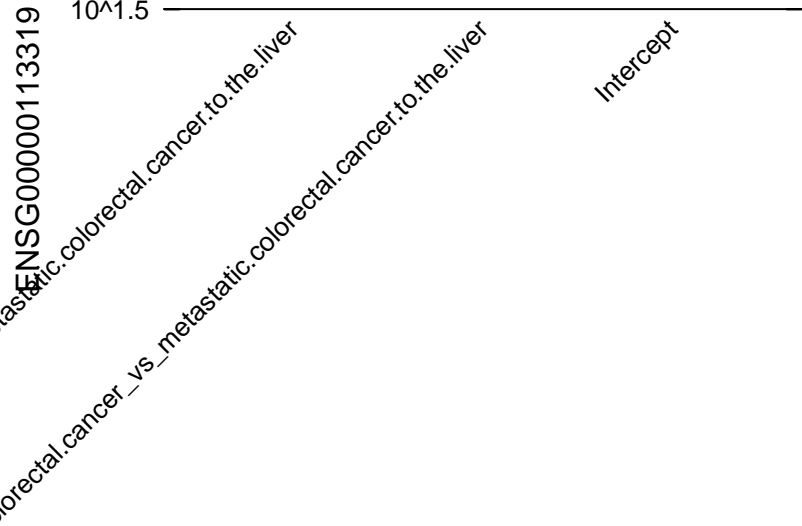 10^1.5
ENSG00000113319
tastatic.colorectal.cancer.to.the.liver
lorectal.cancer_vs_metastatic.colorectal.cancer.to.the.liver
Intercept